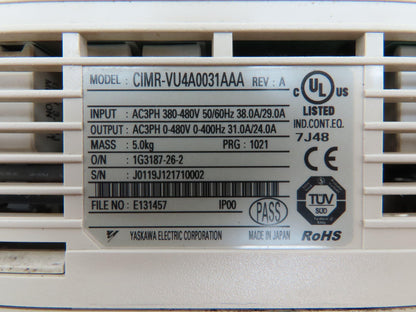 MODEL : CIMR-VU4A0031AAA REV : A
INPUT : AC3PH 380-480V 50/60Hz 38.0A/29.0A
OUTPUT : AC3PH 0-480V 0-400Hz 31.0A/24.0A
MASS : 5.0kg PRG : 1021
O/N : 1G3187-26-2
S/N : J0119J121710002
FILE NO : E131457 IP00
PASS
YASKAWA ELECTRIC CORPORATION MADE IN JAPAN
C UL US
LISTED
IND.CONT.EQ.
7J48
TÜV
SÜD
RoHS